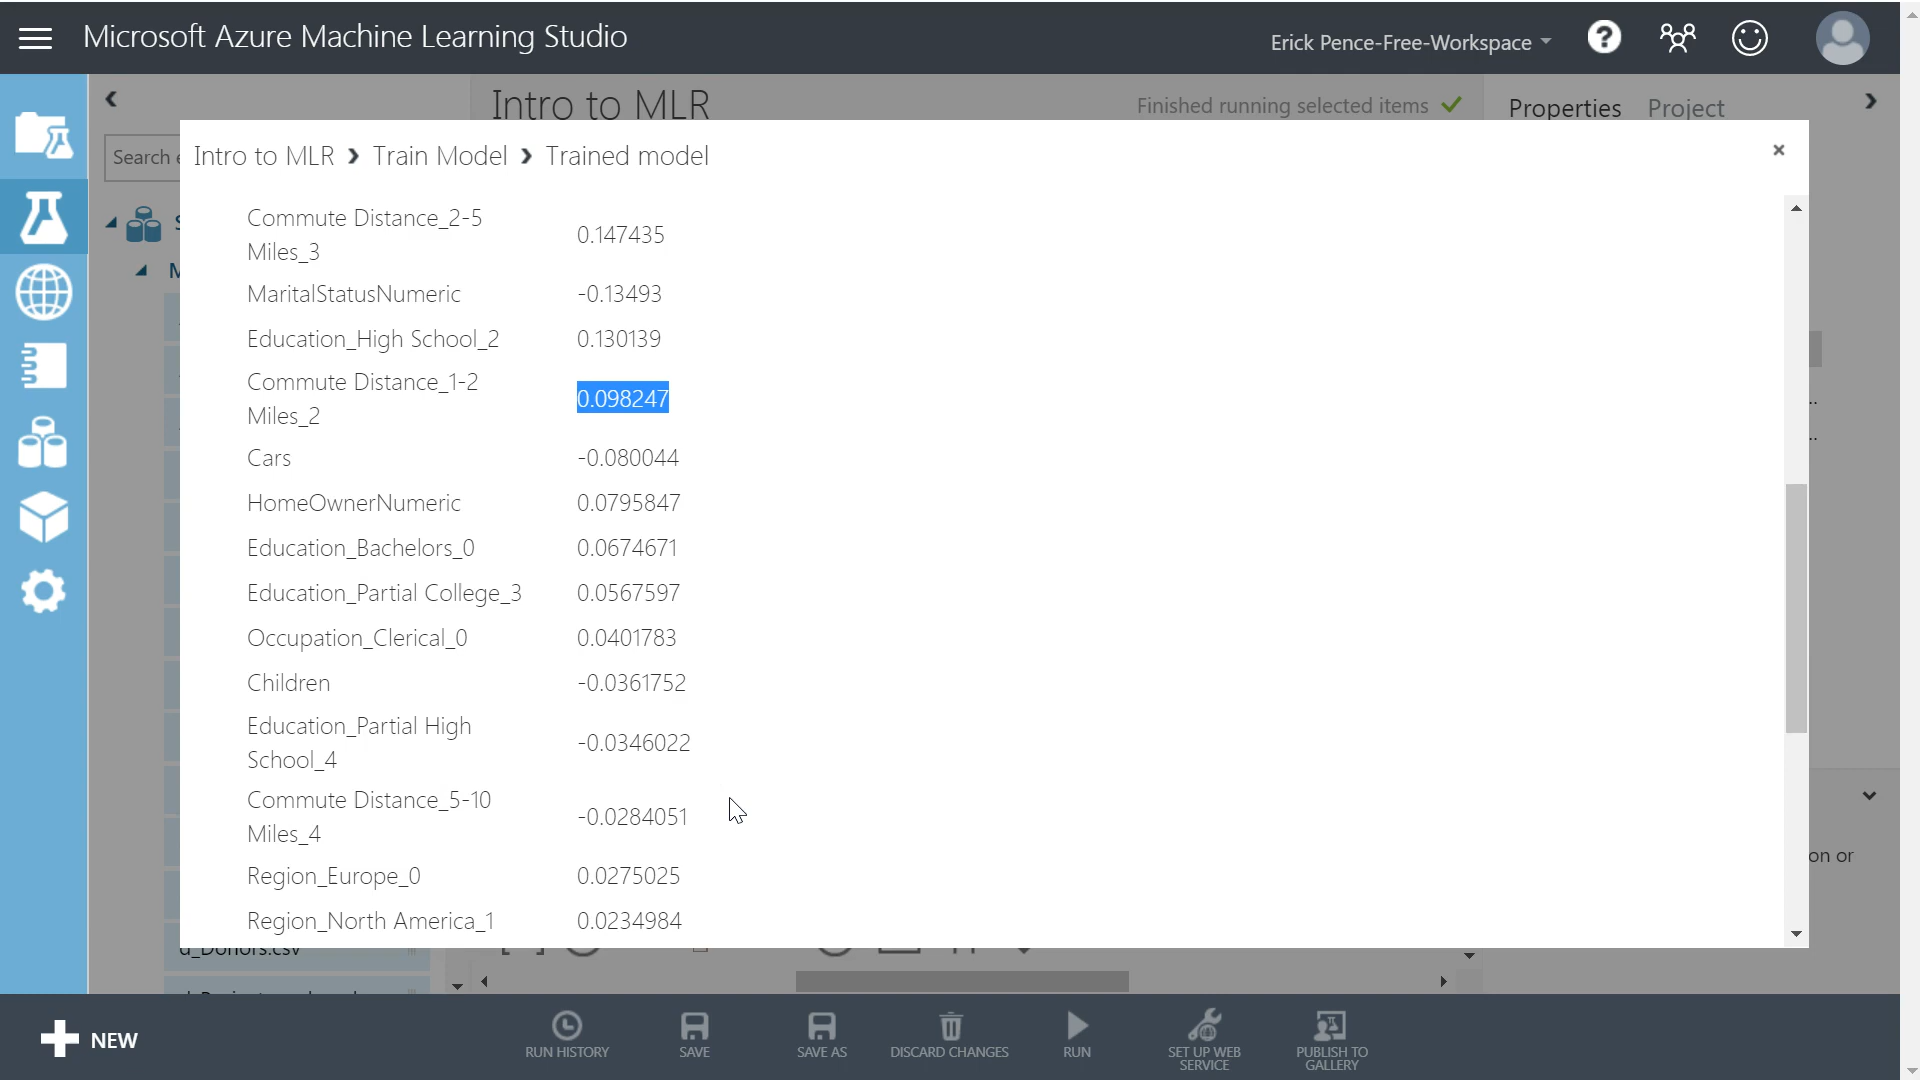 Microsoft Azure Machine Learning Studio
Erick Pence-Free-Workspace
Intro to MLR
Finished running selected items
Properties Project
Search
Intro to MLR > Train Model > Trained model
×
Commute Distance_2-5
Miles_3
0.147435
MaritalStatusNumeric -0.13493
Education_High School_2 0.130139
Commute Distance_1-2
Miles_2
0.098247
Cars -0.080044
HomeOwnerNumeric 0.0795847
Education_Bachelors_0 0.0674671
Education_Partial College_3 0.0567597
Occupation_Clerical_0 0.0401783
Children -0.0361752
Education_Partial High
School_4
-0.0346022
Commute Distance_5-10
Miles_4
-0.0284051
on or
Region_Europe_0 0.0275025
Region_North America_1 0.0234984
NEW
RUN HISTORY
SAVE
SAVE AS
DISCARD CHANGES
RUN
SET UP WEB
SERVICE
PUBLISH TO
GALLERY